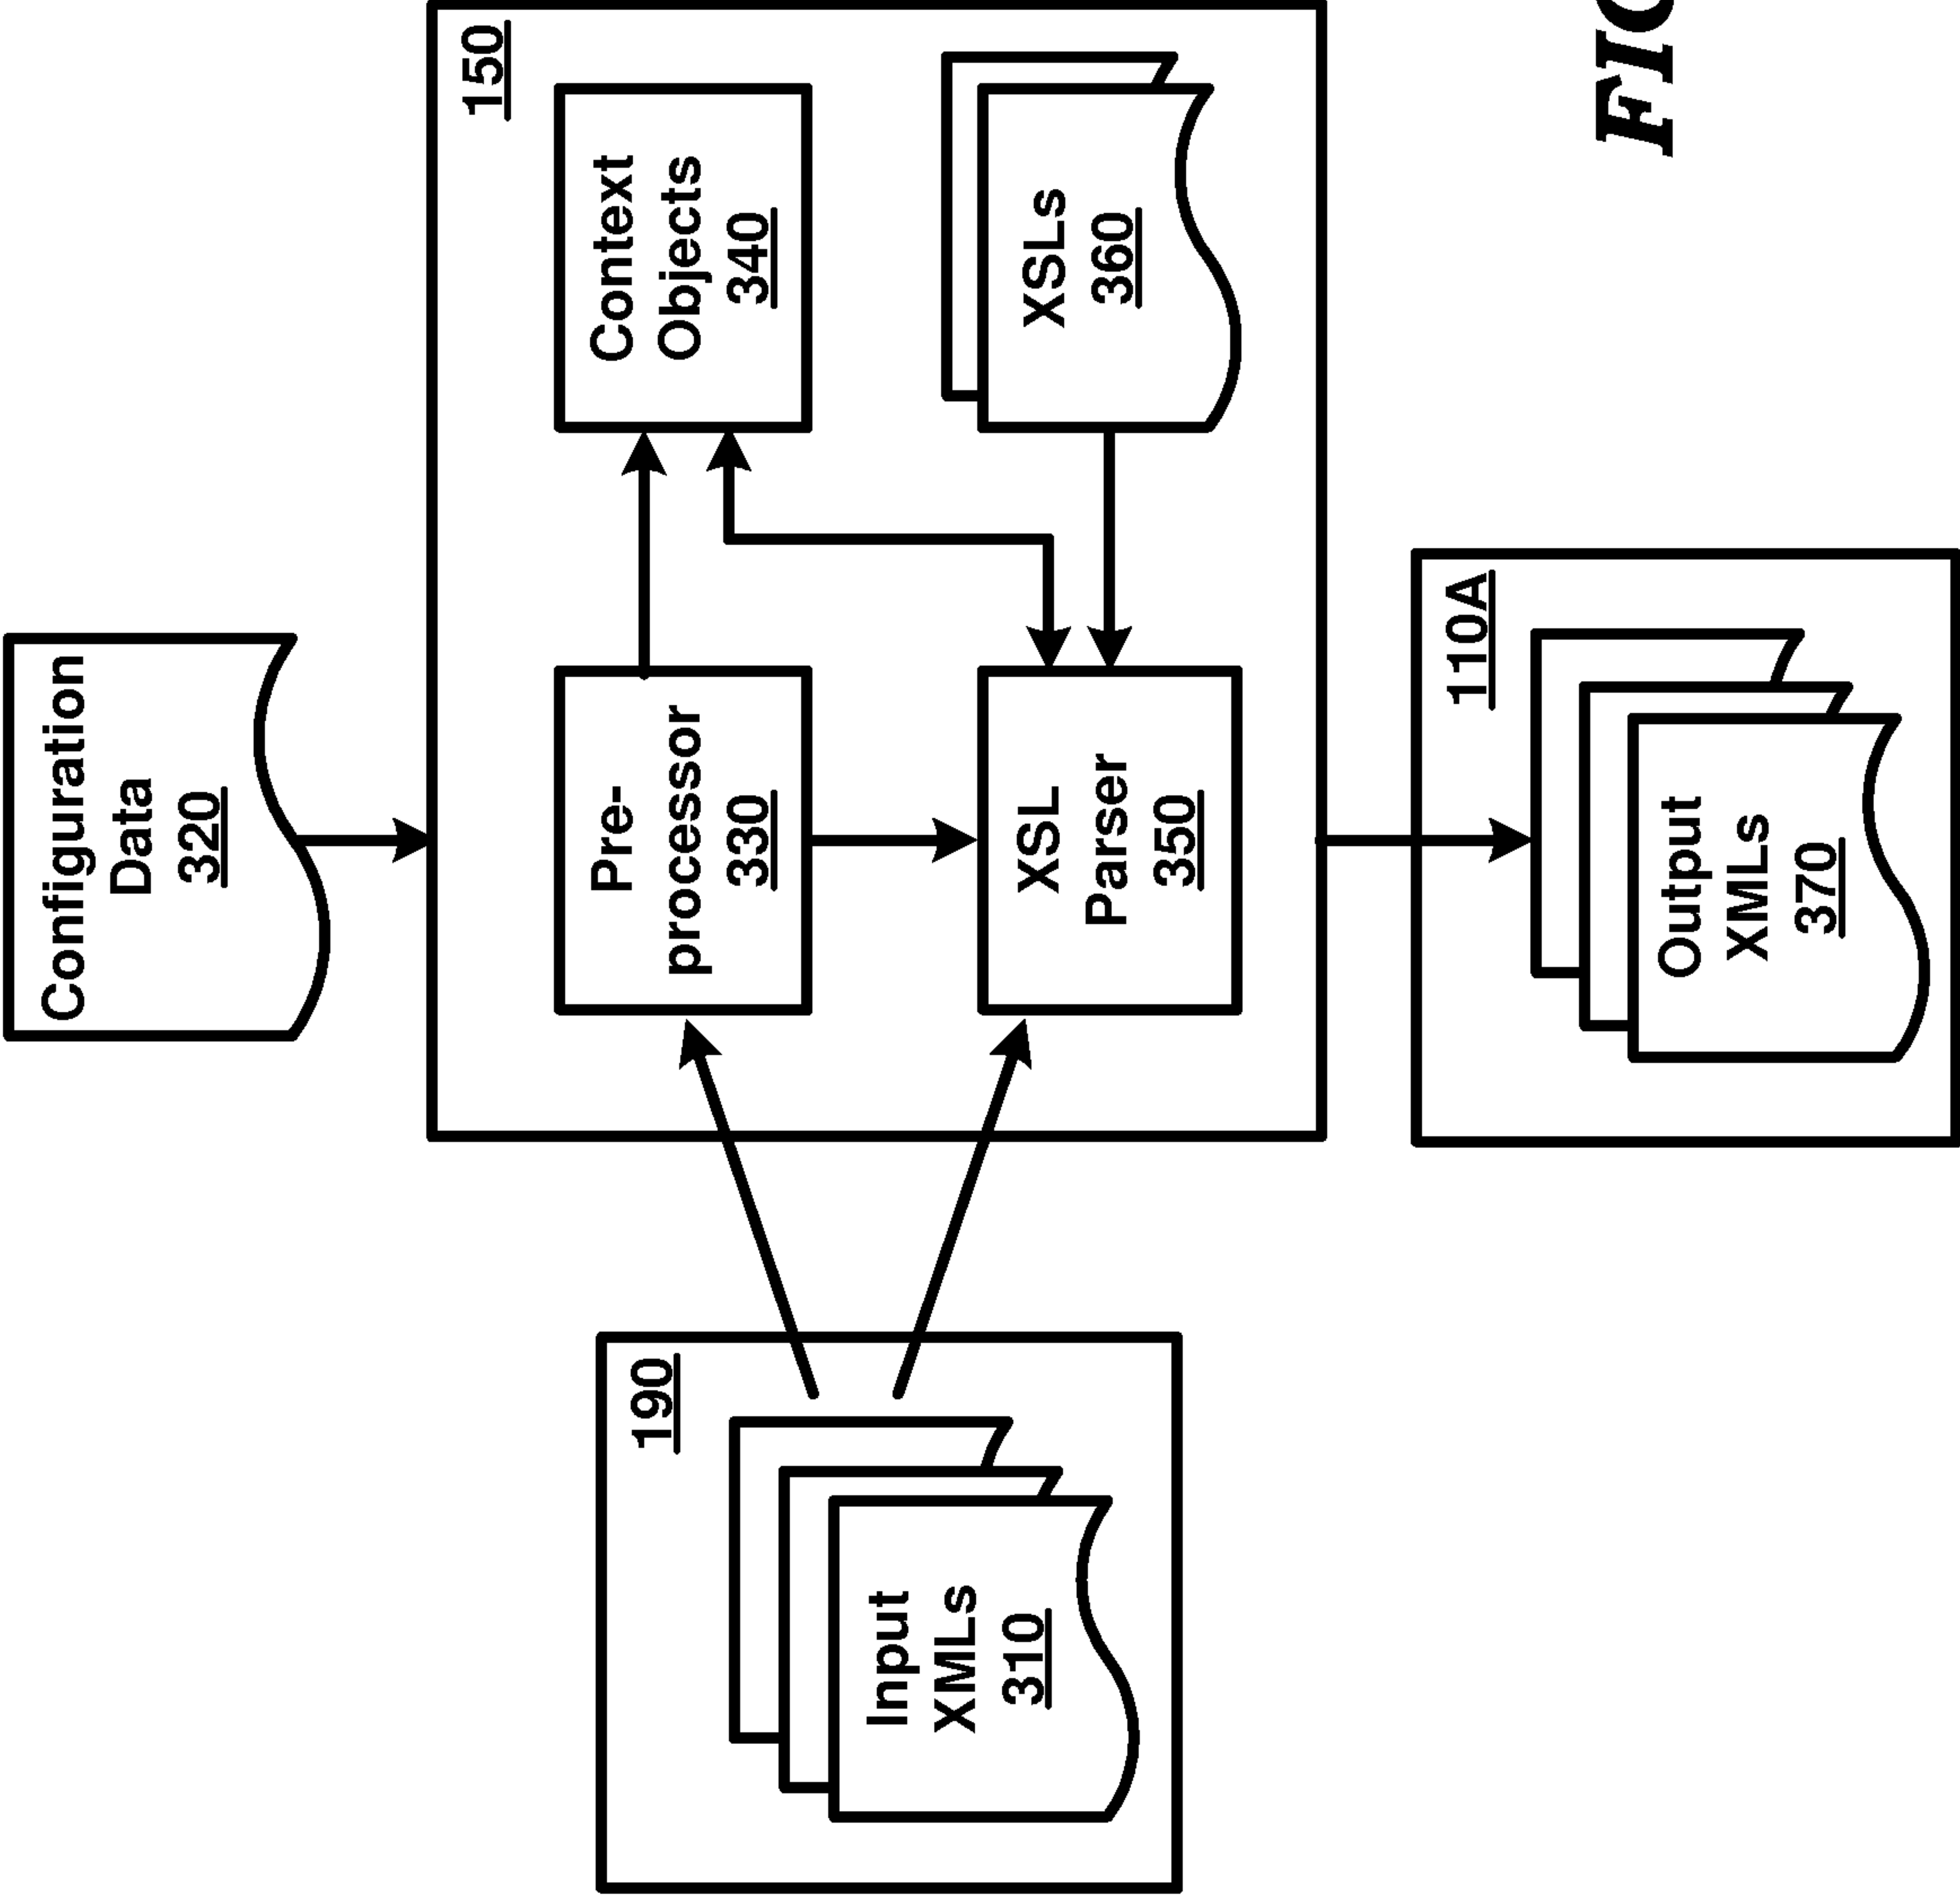 Configuration
Data
320
150
Pre-
processor
330
Context
Objects
340
XSL
Parser
350
XSLs
360
190
Input
XMLs
310
110A
Output
XMLs
370